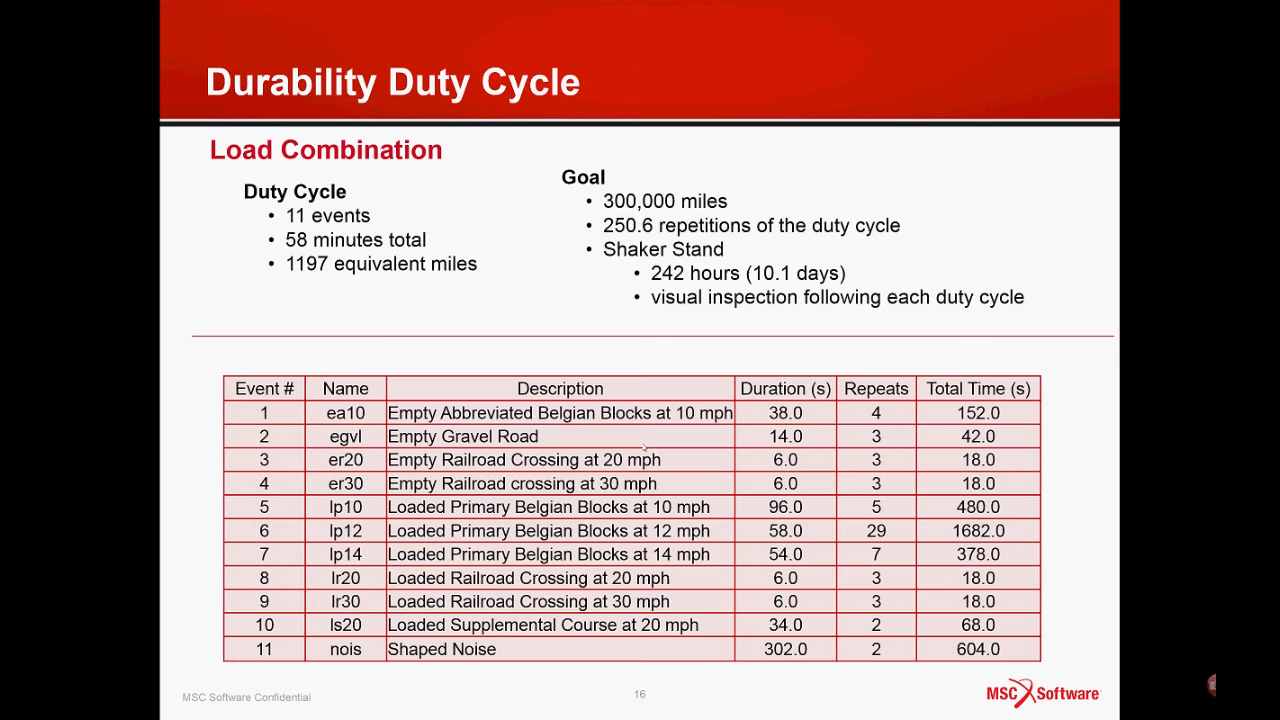 Durability Duty Cycle
Load Combination
Duty Cycle
• 11 events
• 58 minutes total
• 1197 equivalent miles
Goal
• 300,000 miles
• 250.6 repetitions of the duty cycle
• Shaker Stand
• 242 hours (10.1 days)
• visual inspection following each duty cycle
Event # Name Description Duration (s) Repeats Total Time (s)
1 ea10 Empty Abbreviated Belgian Blocks at 10 mph 38.0 4 152.0
2 egvl Empty Gravel Road 14.0 3 42.0
3 er20 Empty Railroad Crossing at 20 mph 6.0 3 18.0
4 er30 Empty Railroad crossing at 30 mph 6.0 3 18.0
5 lp10 Loaded Primary Belgian Blocks at 10 mph 96.0 5 480.0
6 lp12 Loaded Primary Belgian Blocks at 12 mph 58.0 29 1682.0
7 lp14 Loaded Primary Belgian Blocks at 14 mph 54.0 7 378.0
8 lr20 Loaded Railroad Crossing at 20 mph 6.0 3 18.0
9 lr30 Loaded Railroad Crossing at 30 mph 6.0 3 18.0
10 ls20 Loaded Supplemental Course at 20 mph 34.0 2 68.0
11 nois Shaped Noise 302.0 2 604.0
MSC Software Confidential
16
MSC Software